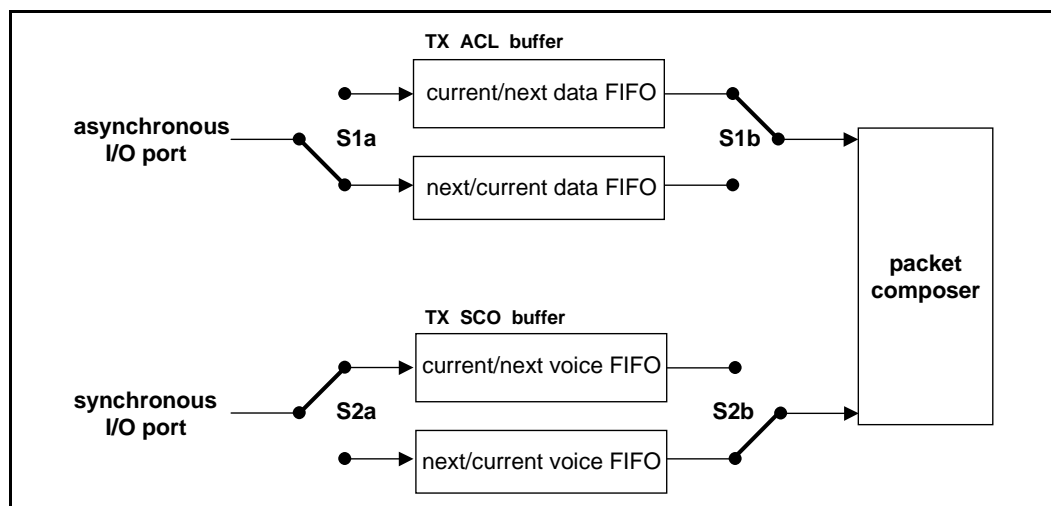 TX ACL buffer
current/next data FIFO
asynchronous
I/O port
S1a
S1b
next/current data FIFO
packet
composer
TX SCO buffer
current/next voice FIFO
synchronous
I/O port
S2a
S2b
next/current voice FIFO